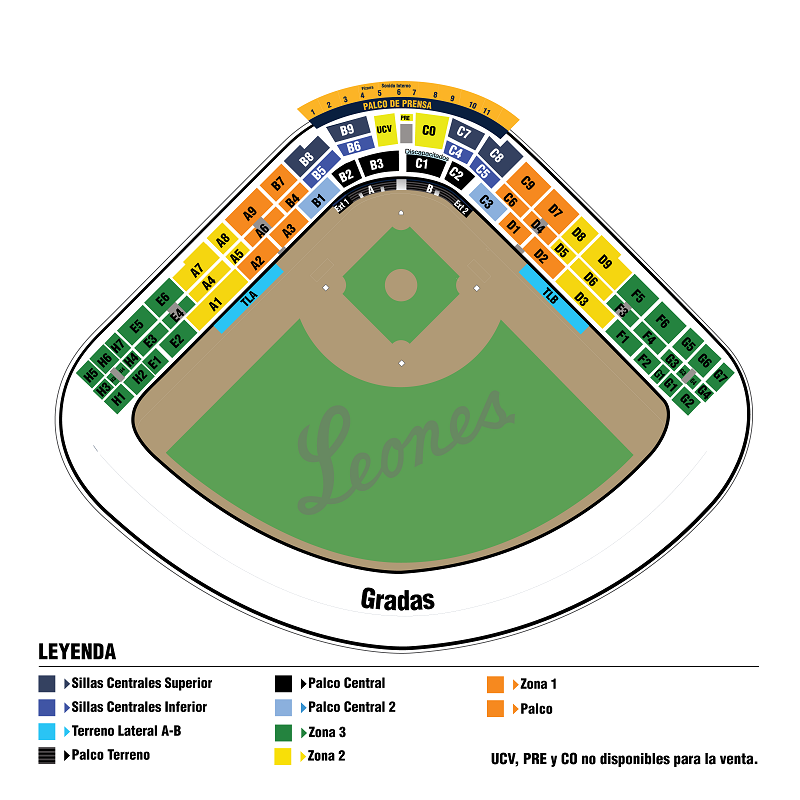 Piñata Sonido Interno
1 2 3 4 5 6 7 8 9 10 11
PALCO DE PRENSA
B9 UCV PRE CO C7
B8 B6 C4 C8
Discapacitados
B5 B2 B3 C1 C2 C5
B7 B4 B1 Ext 1 A B Ext 2 C3 C6 C9
A9 A6 A3 D1 D4 D7
A8 A5 A2 D2 D5 D8
A7 A4 A1 TLA TLB D3 D6 D9
E6 E4 F3 F5
E5 E3 E2 F1 F4 F6
H7 H4 E1 F2 G3 G5
H6 H2 G1 G6
H5 H3 H1 G1 G2 G4 G7
Leones
Gradas
LEYENDA
Sillas Centrales Superior
Sillas Centrales Inferior
Terreno Lateral A-B
Palco Terreno
Palco Central
Palco Central 2
Zona 3
Zona 2
Zona 1
Palco
UCV, PRE y CO no disponibles para la venta.